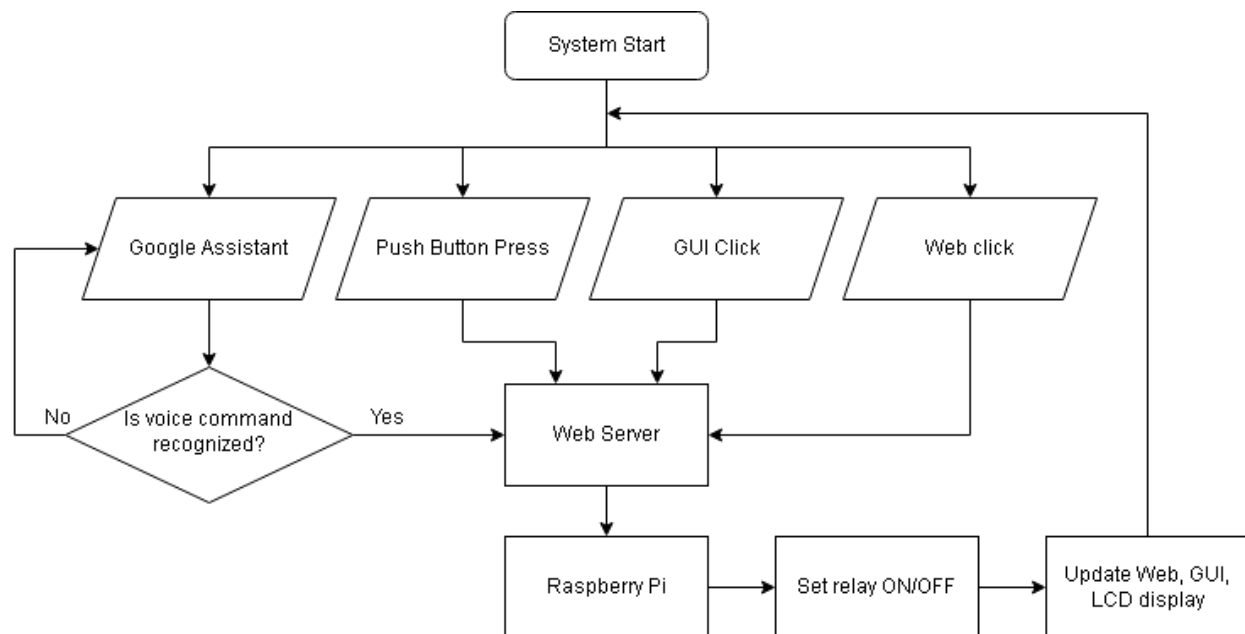 System Start
Google Assistant
Push Button Press
GUI Click
Web click
No
Is voice command
recognized?
Yes
Web Server
Raspberry Pi
Set relay ON/OFF
Update Web, GUI,
LCD display